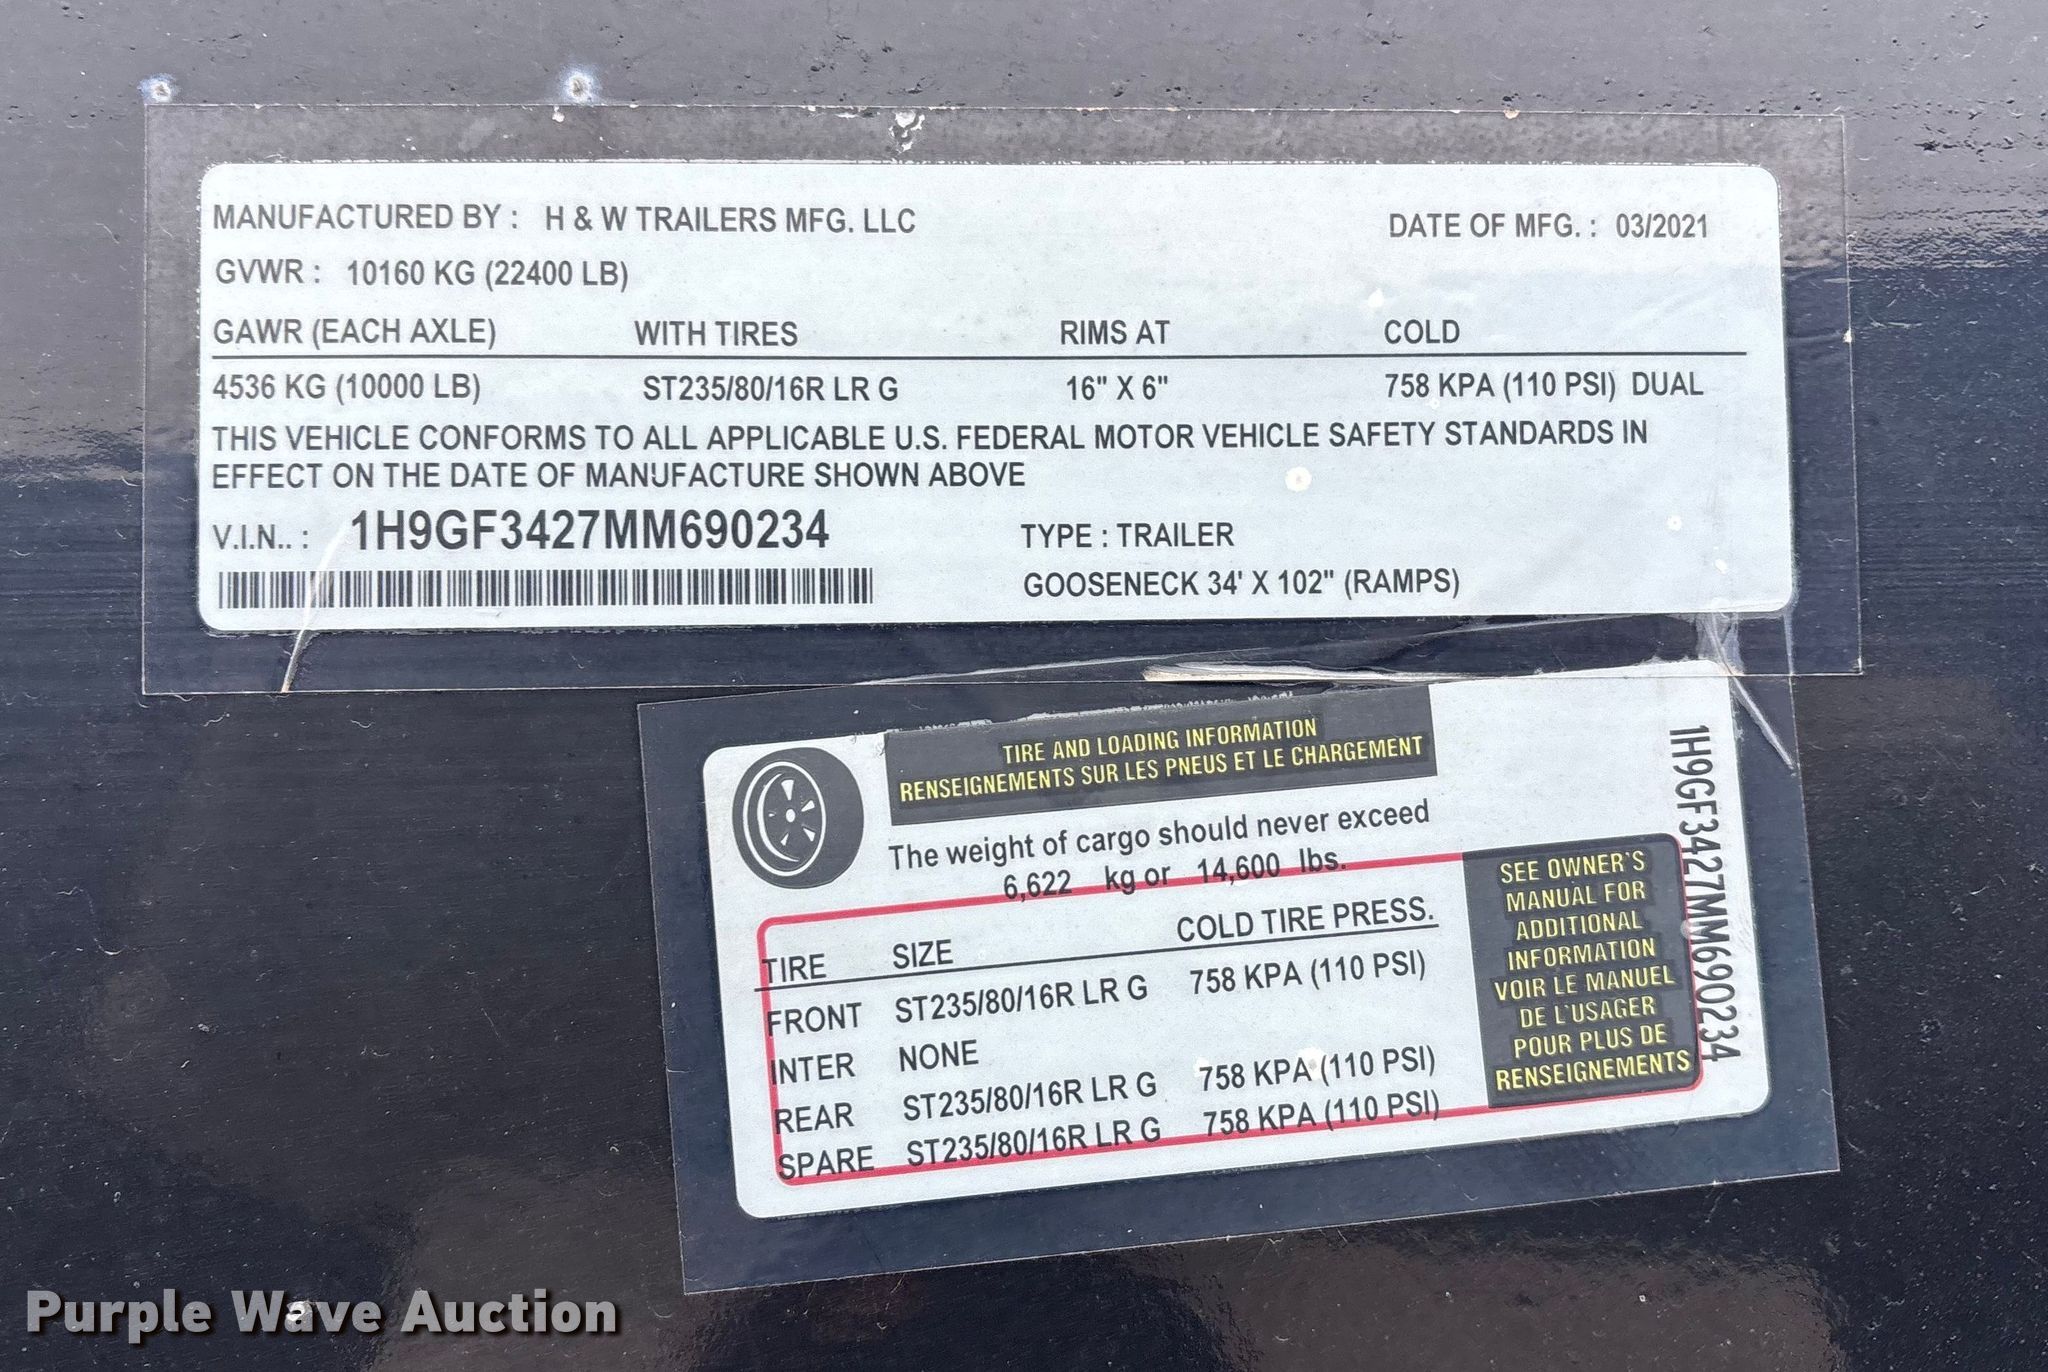 MANUFACTURED BY : H & W TRAILERS MFG. LLC DATE OF MFG. : 03/2021
GVWR : 10160 KG (22400 LB)
GAWR (EACH AXLE) WITH TIRES RIMS AT COLD
4536 KG (10000 LB) ST235/80/16R LR G 16" X 6" 758 KPA (110 PSI) DUAL
THIS VEHICLE CONFORMS TO ALL APPLICABLE U.S. FEDERAL MOTOR VEHICLE SAFETY STANDARDS IN
EFFECT ON THE DATE OF MANUFACTURE SHOWN ABOVE
V.I.N.. : 1H9GF3427MM690234 TYPE : TRAILER
GOOSENECK 34' X 102" (RAMPS)
TIRE AND LOADING INFORMATION
RENSEIGNEMENTS SUR LES PNEUS ET LE CHARGEMENT
The weight of cargo should never exceed
6,622 kg or 14,600 lbs.
TIRE SIZE COLD TIRE PRESS.
FRONT ST235/80/16R LR G 758 KPA (110 PSI)
INTER NONE
REAR ST235/80/16R LR G 758 KPA (110 PSI)
SPARE ST235/80/16R LR G 758 KPA (110 PSI)
SEE OWNER'S
MANUAL FOR
ADDITIONAL
INFORMATION
VOIR LE MANUEL
DE L'USAGER
POUR PLUS DE
RENSEIGNEMENTS
1H9GF3427MM690234
Purple Wave Auction